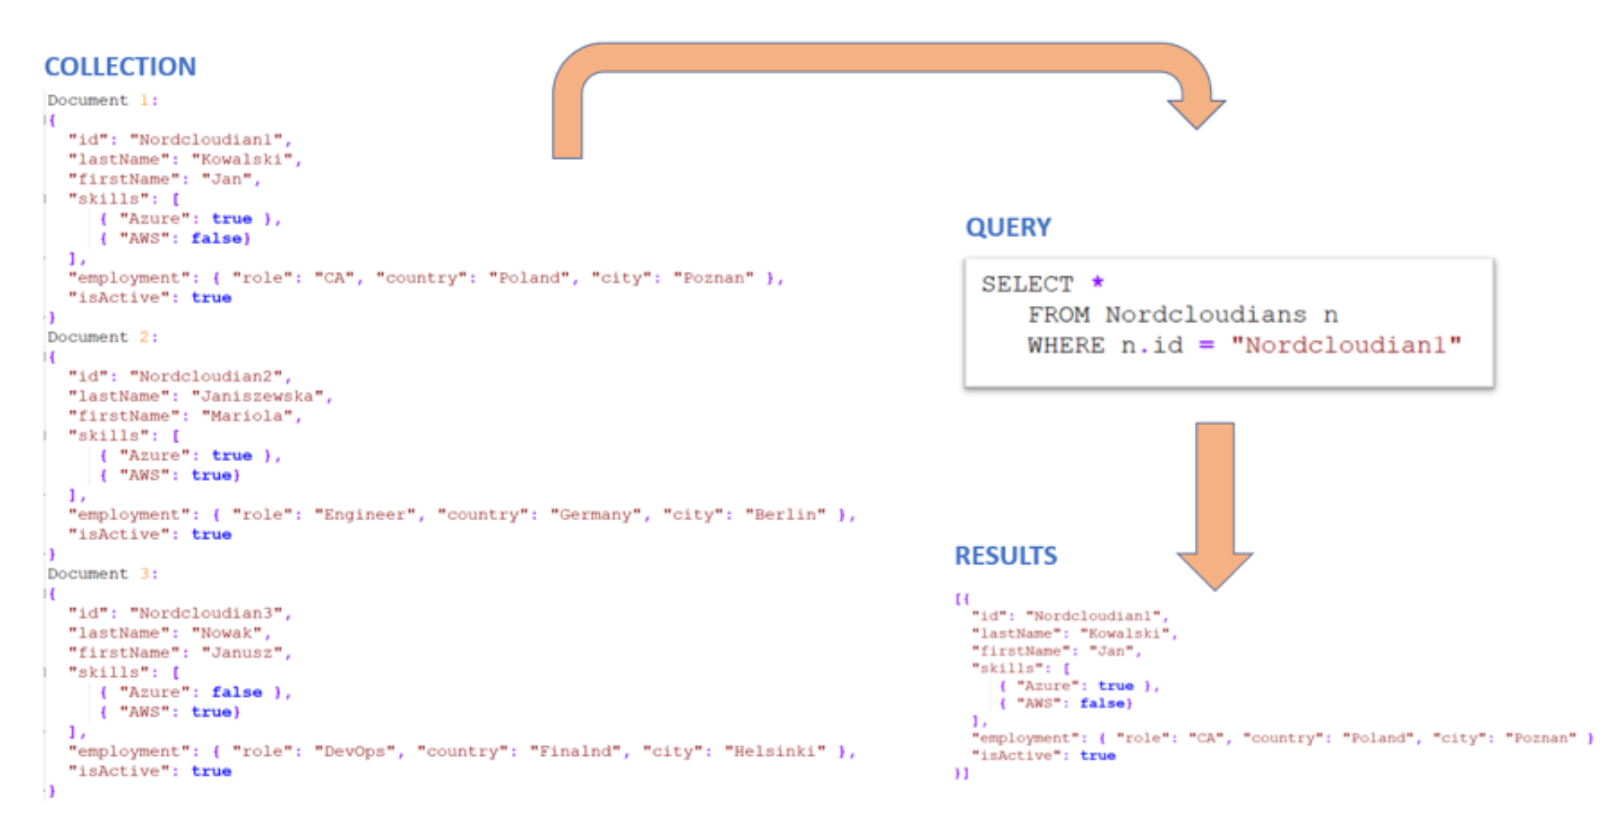 COLLECTION
Document 1:
{
"id": "Nordcloudian1",
"lastName": "Kowalski",
"firstName": "Jan",
"skills": [
{ "Azure": true },
{ "AWS": false}
],
"employment": { "role": "CA", "country": "Poland", "city": "Poznan" },
"isActive": true
}
Document 2:
{
"id": "Nordcloudian2",
"lastName": "Janiszewska",
"firstName": "Mariola",
"skills": [
{ "Azure": true },
{ "AWS": true}
],
"employment": { "role": "Engineer", "country": "Germany", "city": "Berlin" },
"isActive": true
}
Document 3:
{
"id": "Nordcloudian3",
"lastName": "Nowak",
"firstName": "Janusz",
"skills": [
{ "Azure": false },
{ "AWS": true}
],
"employment": { "role": "DevOps", "country": "Finalnd", "city": "Helsinki" },
"isActive": true
}
QUERY
SELECT *
FROM Nordcloudians n
WHERE n.id = "Nordcloudian1"
RESULTS
[{
"id": "Nordcloudian1",
"lastName": "Kowalski",
"firstName": "Jan",
"skills": [
{ "Azure": true },
{ "AWS": false}
],
"employment": { "role": "CA", "country": "Poland", "city": "Poznan" }
"isActive": true
}]